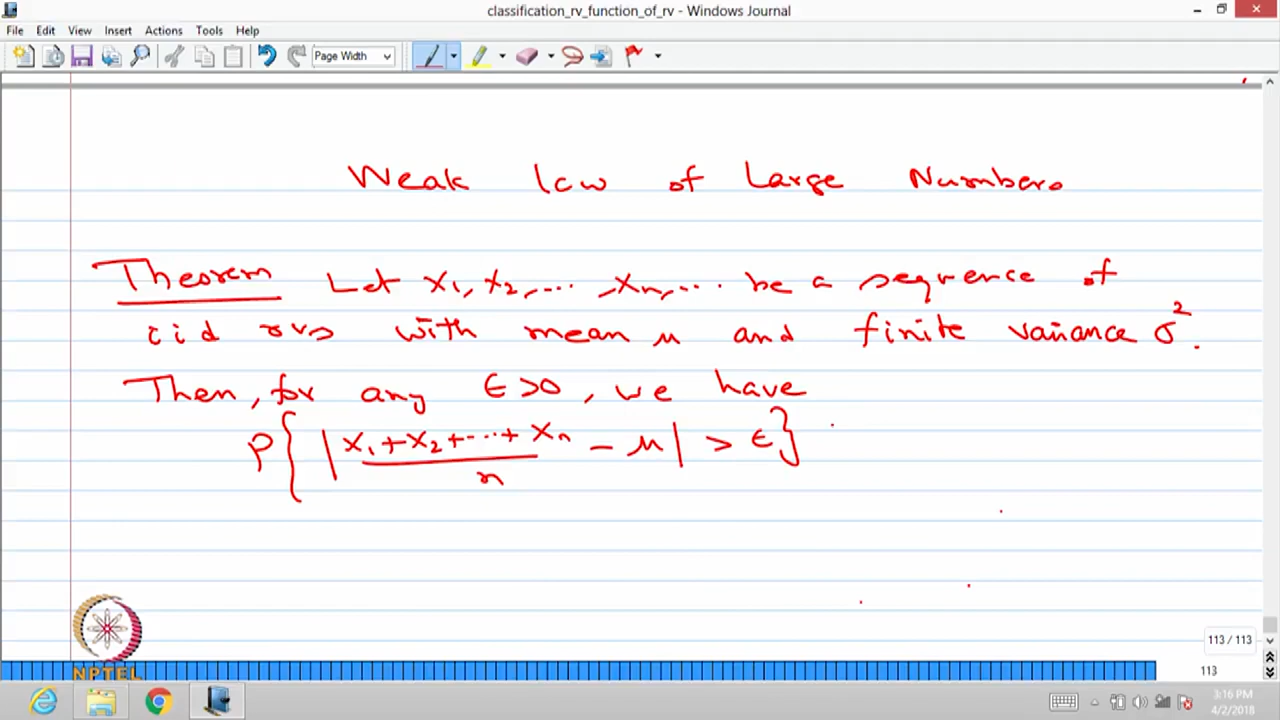 classification_rv_function_of_rv - Windows Journal
File Edit View Insert Actions Tools Help
Page Width
Weak law of Large Numbers
Theorem Let X1, X2, ..., Xn, ... be a sequence of
iid rvs with mean μ and finite variance σ².
Then, for any ε>0, we have
P{ | (X1+X2+...+Xn)/n - μ | > ε }
113 / 113
NPTEL
113
3:16 PM
4/2/2018